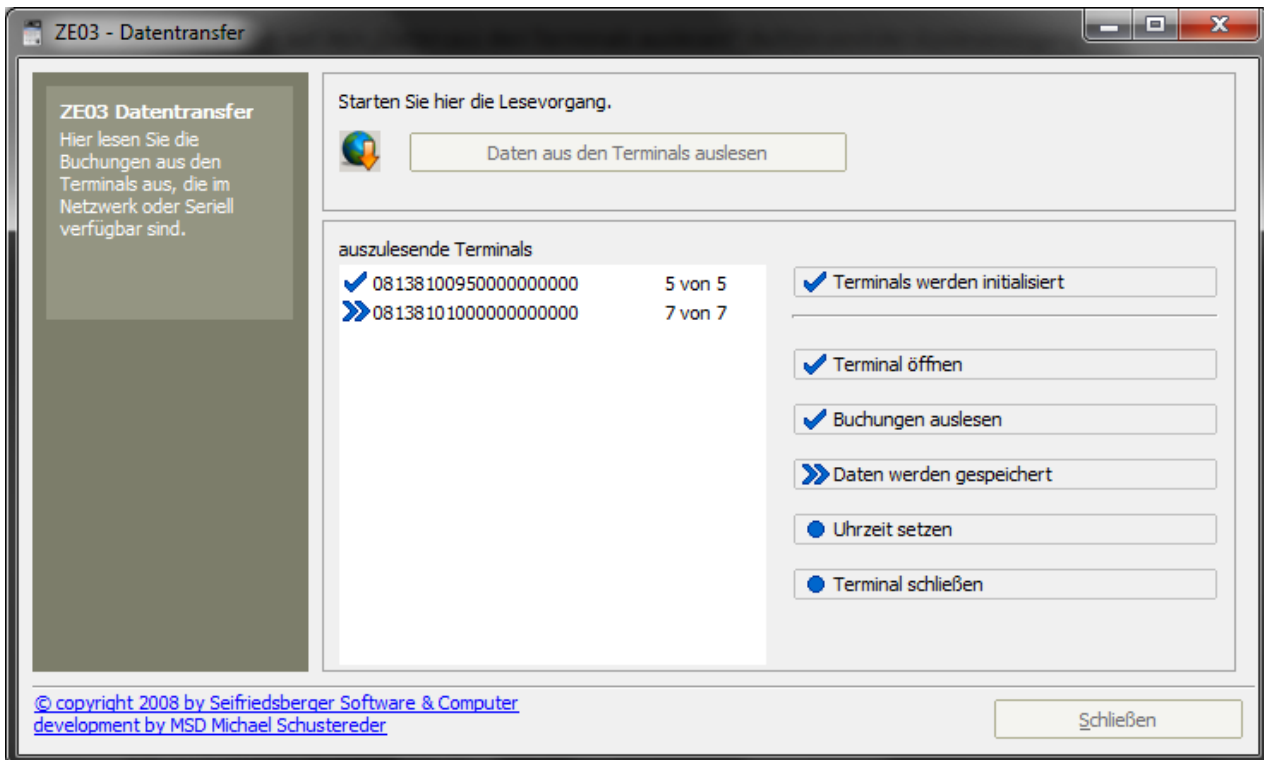 ZE03 - Datentransfer
ZE03 Datentransfer
Hier lesen Sie die
Buchungen aus den
Terminals aus, die im
Netzwerk oder Seriell
verfügbar sind.
Starten Sie hier die Lesevorgang.
Daten aus den Terminals auslesen
auszulesende Terminals
08138100950000000000 5 von 5
08138101000000000000 7 von 7
Terminals werden initialisiert
Terminal öffnen
Buchungen auslesen
Daten werden gespeichert
Uhrzeit setzen
Terminal schließen
© copyright 2008 by Seifriedsberger Software & Computer
development by MSD Michael Schustereder
Schließen